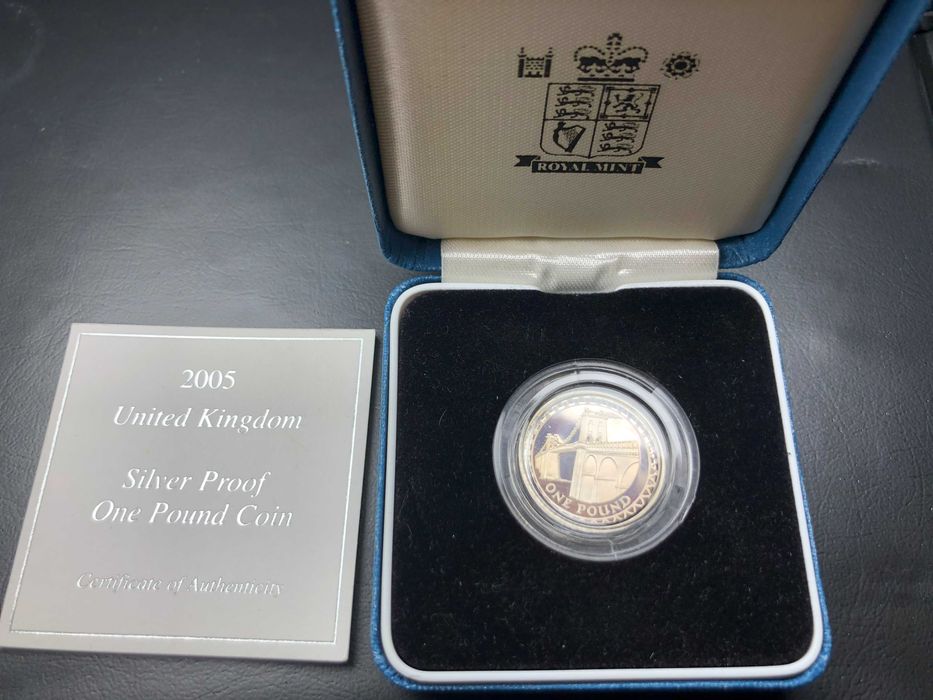 ROYAL MINT
2005
United Kingdom
Silver Proof
One Pound Coin
Certificate of Authenticity
ONE POUND